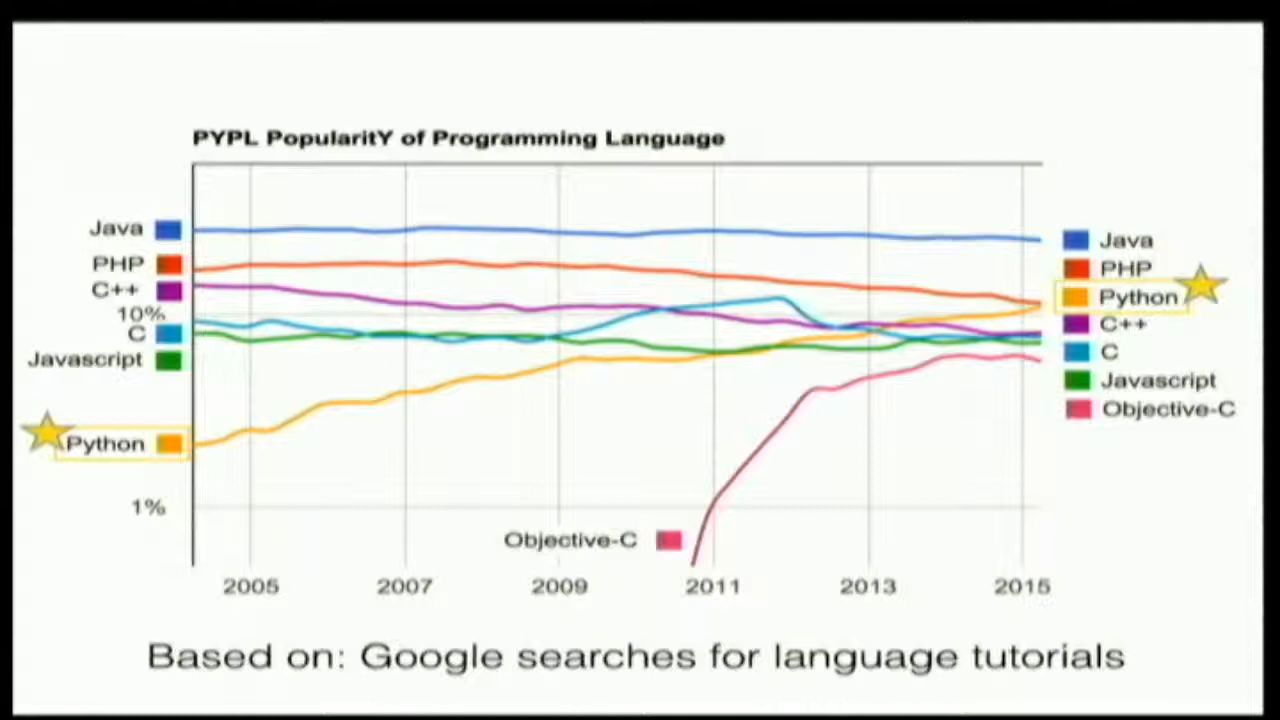 PYPL PopularitY of Programming Language
Java
PHP
C++
10%
C
Javascript
Python
1%
Java
PHP
Python
C++
C
Javascript
Objective-C
Objective-C
2005 2007 2009 2011 2013 2015
Based on: Google searches for language tutorials